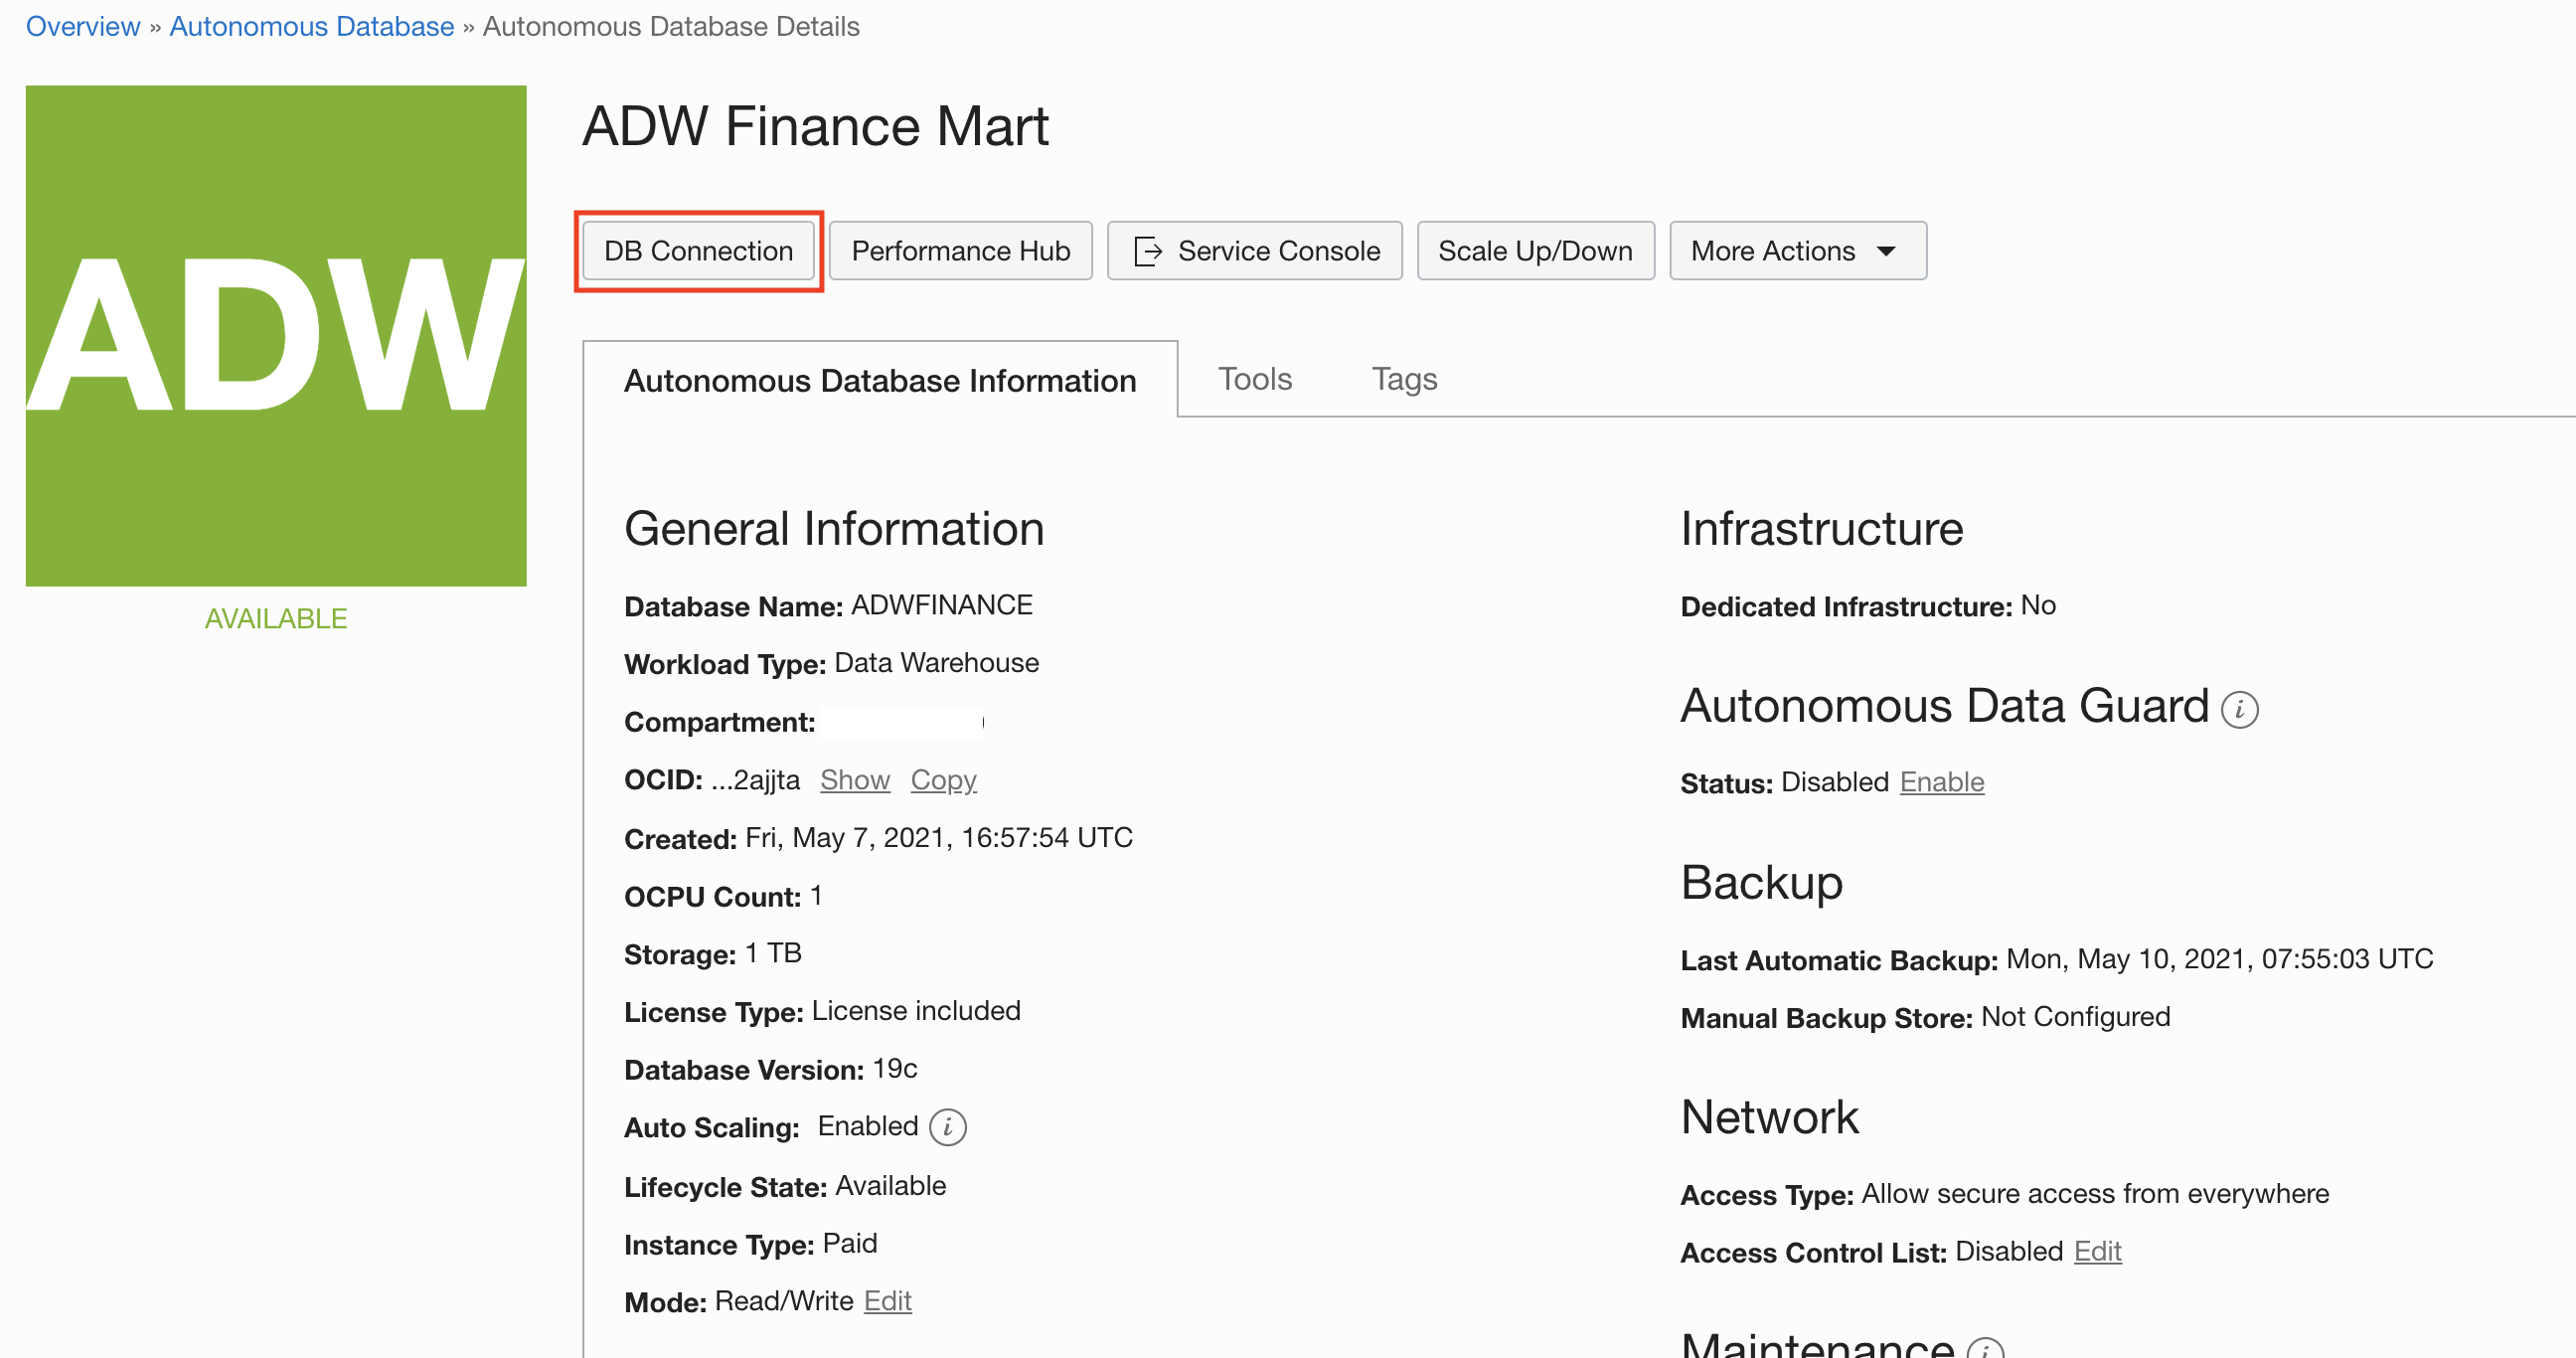 Overview » Autonomous Database » Autonomous Database Details
ADW
AVAILABLE
ADW Finance Mart
DB Connection Performance Hub Service Console Scale Up/Down More Actions
Autonomous Database Information Tools Tags
General Information
Database Name: ADWFINANCE
Workload Type: Data Warehouse
Compartment:
OCID: ...2ajjta Show Copy
Created: Fri, May 7, 2021, 16:57:54 UTC
OCPU Count: 1
Storage: 1 TB
License Type: License included
Database Version: 19c
Auto Scaling: Enabled i
Lifecycle State: Available
Instance Type: Paid
Mode: Read/Write Edit
Infrastructure
Dedicated Infrastructure: No
Autonomous Data Guard i
Status: Disabled Enable
Backup
Last Automatic Backup: Mon, May 10, 2021, 07:55:03 UTC
Manual Backup Store: Not Configured
Network
Access Type: Allow secure access from everywhere
Access Control List: Disabled Edit
Maintenance i